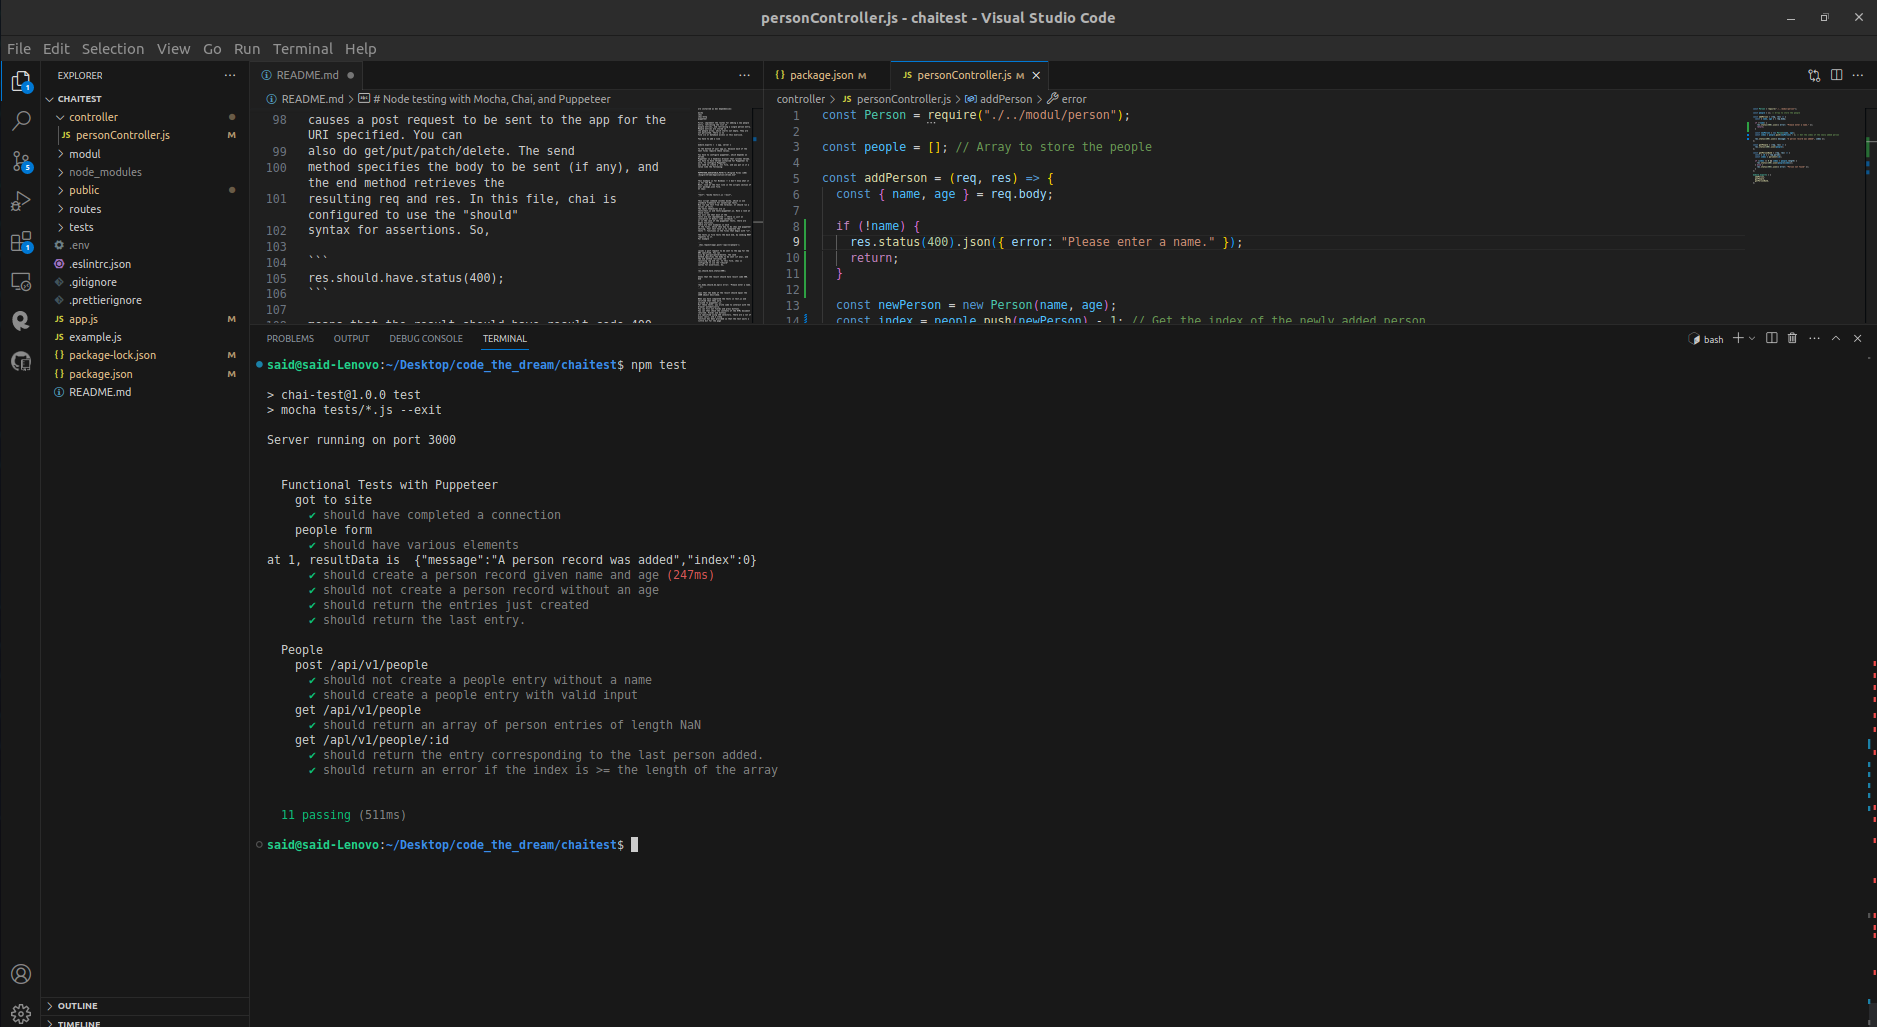 personController.js - chaitest - Visual Studio Code
File Edit Selection View Go Run Terminal Help
EXPLORER
CHAITEST
controller
JS personController.js M
modul
node_modules
public
routes
tests
.env
.eslintrc.json
.gitignore
.prettierignore
app.js M
example.js
{} package-lock.json M
{} package.json M
README.md
OUTLINE
TIMELINE
1
5
1
README.md
README.md > # Node testing with Mocha, Chai, and Puppeteer
98 causes a post request to be sent to the app for the
URI specified. You can
99 also do get/put/patch/delete. The send
100 method specifies the body to be sent (if any), and
the end method retrieves the
101 resulting req and res. In this file, chai is
configured to use the "should"
102 syntax for assertions. So,
103
104 ```
105 res.should.have.status(400);
106 ```
107
108 means that the result should have result code 400
{} package.json M
JS personController.js M
controller > JS personController.js > addPerson > error
1 const Person = require("./../modul/person");
2
3 const people = []; // Array to store the people
4
5 const addPerson = (req, res) => {
6 const { name, age } = req.body;
7
8 if (!name) {
9 res.status(400).json({ error: "Please enter a name." });
10 return;
11 }
12
13 const newPerson = new Person(name, age);
14 const index = people.push(newPerson) - 1; // Get the index of the newly added person
PROBLEMS OUTPUT DEBUG CONSOLE TERMINAL
bash
said@said-Lenovo:~/Desktop/code_the_dream/chaitest$ npm test
> chai-test@1.0.0 test
> mocha tests/*.js --exit
Server running on port 3000
Functional Tests with Puppeteer
got to site
✔ should have completed a connection
people form
✔ should have various elements
at 1, resultData is {"message":"A person record was added","index":0}
✔ should create a person record given name and age (247ms)
✔ should not create a person record without an age
✔ should return the entries just created
✔ should return the last entry.
People
post /api/v1/people
✔ should not create a people entry without a name
✔ should create a people entry with valid input
get /api/v1/people
✔ should return an array of person entries of length NaN
get /apl/v1/people/:id
✔ should return the entry corresponding to the last person added.
✔ should return an error if the index is >= the length of the array
11 passing (511ms)
said@said-Lenovo:~/Desktop/code_the_dream/chaitest$